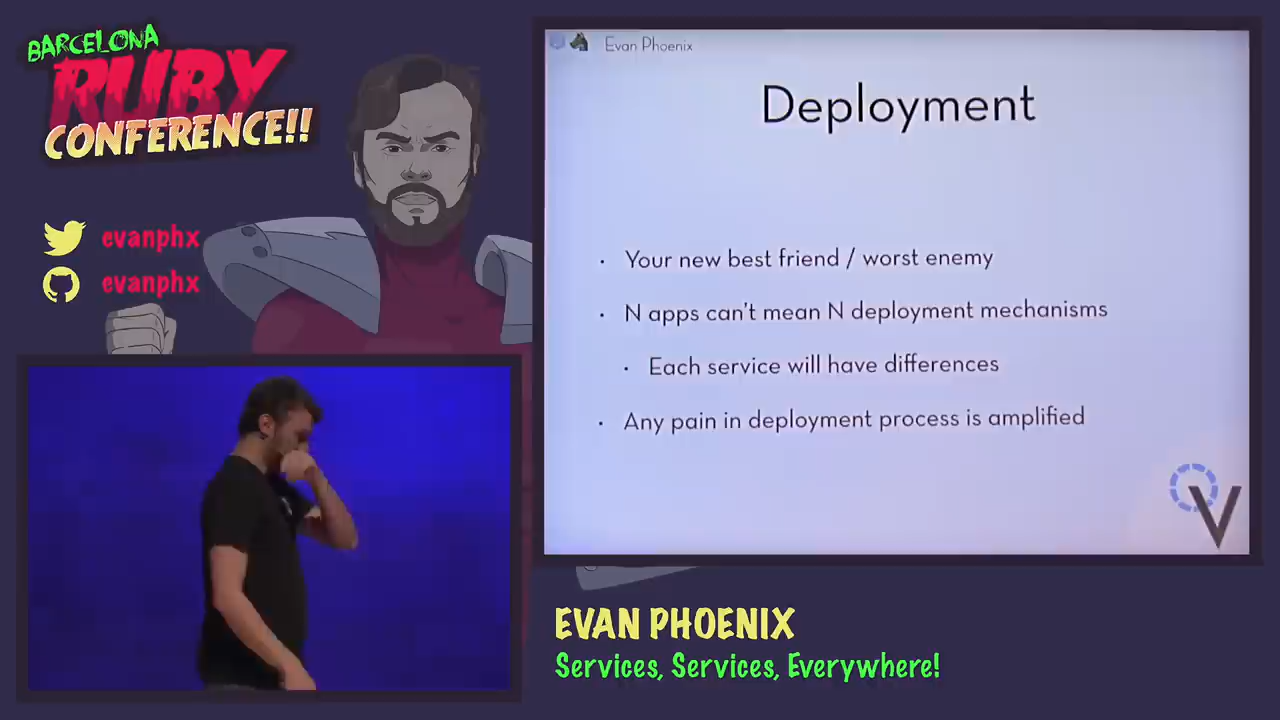 BARCELONA
RUBY
CONFERENCE!!
evanphx
evanphx
Evan Phoenix
Deployment
• Your new best friend / worst enemy
• N apps can't mean N deployment mechanisms
• Each service will have differences
• Any pain in deployment process is amplified
V
EVAN PHOENIX
Services, Services, Everywhere!